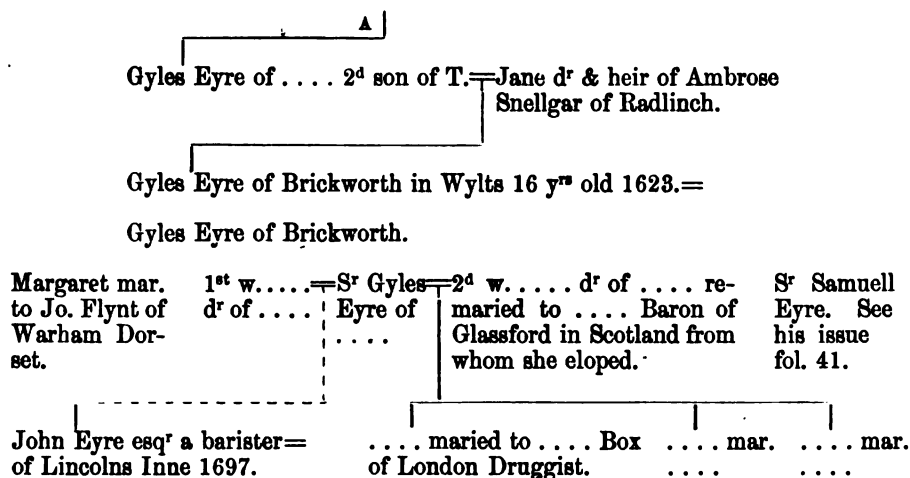 A
Gyles Eyre of . . . . 2ᵈ son of T.=Jane dʳ & heir of Ambrose
Snellgar of Radlinch.
Gyles Eyre of Brickworth in Wylts 16 yʳˢ old 1623.=
Gyles Eyre of Brickworth.
Margaret mar.
to Jo. Flynt of
Warham Dor-
set.
1ˢᵗ w.....=Sʳ Gyles=2ᵈ w..... dʳ of .... re-
dʳ of .... Eyre of maried to .... Baron of
.... Glassford in Scotland from
whom she eloped.
Sʳ Samuell
Eyre. See
his issue
fol. 41.
John Eyre esqʳ a barister=
of Lincolns Inne 1697.
.... maried to .... Box
of London Druggist.
.... mar.
....
.... mar.
....